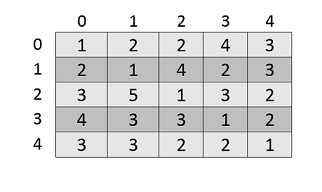 0 1 2 3 4
0 1 2 2 4 3
1 2 1 4 2 3
2 3 5 1 3 2
3 4 3 3 1 2
4 3 3 2 2 1